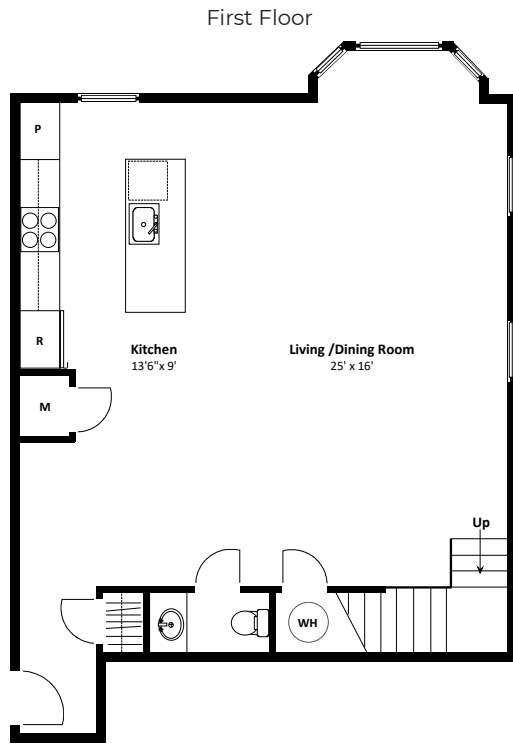 First Floor
P
R
Kitchen
13'6"x 9'
Living /Dining Room
25' x 16'
M
Up
WH